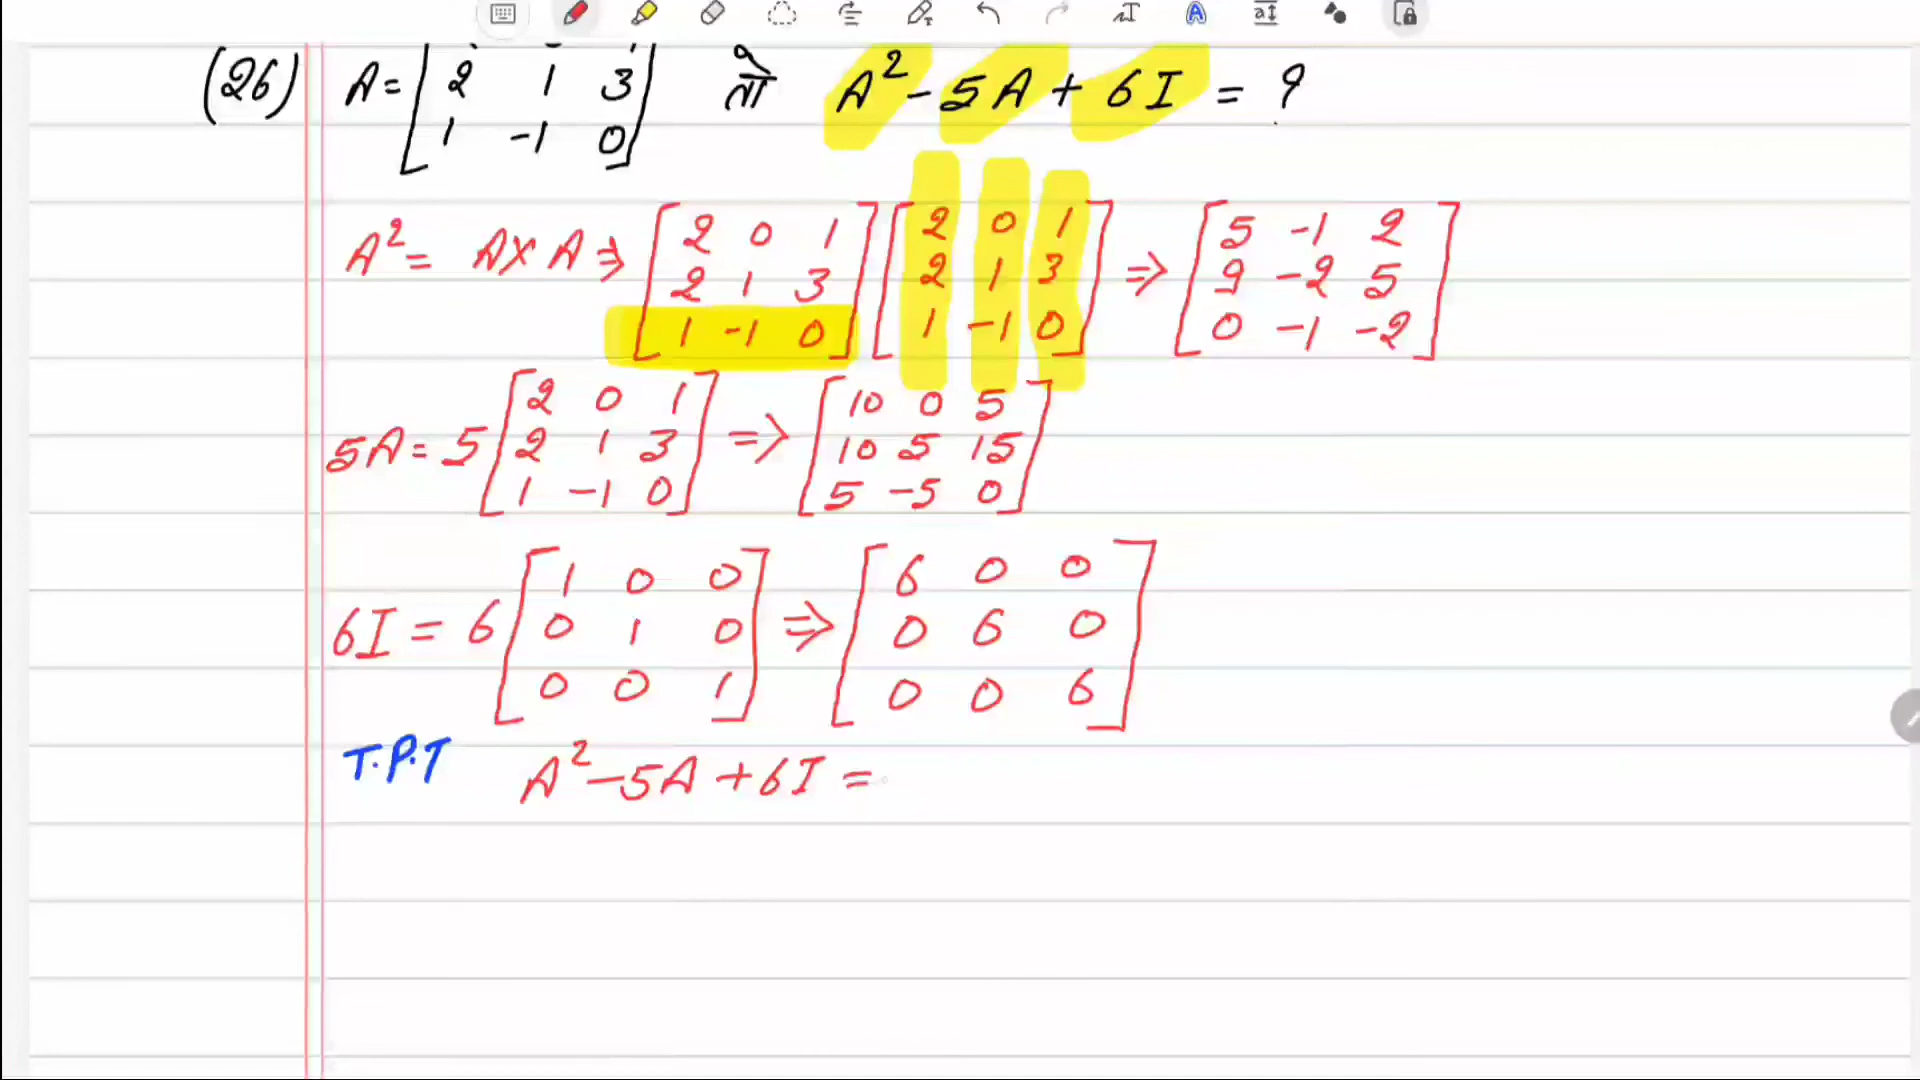 (26) A= [2 1 3 तो A² - 5A + 6I = ?
1 -1 0]
A² = A×A ⇒ [2 0 1] [2 0 1] ⇒ [5 -1 2]
[2 1 3] [2 1 3] [9 -2 5]
[1 -1 0] [1 -1 0] [0 -1 -2]
5A = 5 [2 0 1] ⇒ [10 0 5]
[2 1 3] [10 5 15]
[1 -1 0] [5 -5 0]
6I = 6 [1 0 0] ⇒ [6 0 0]
[0 1 0] [0 6 0]
[0 0 1] [0 0 6]
T.P.T A² - 5A + 6I =